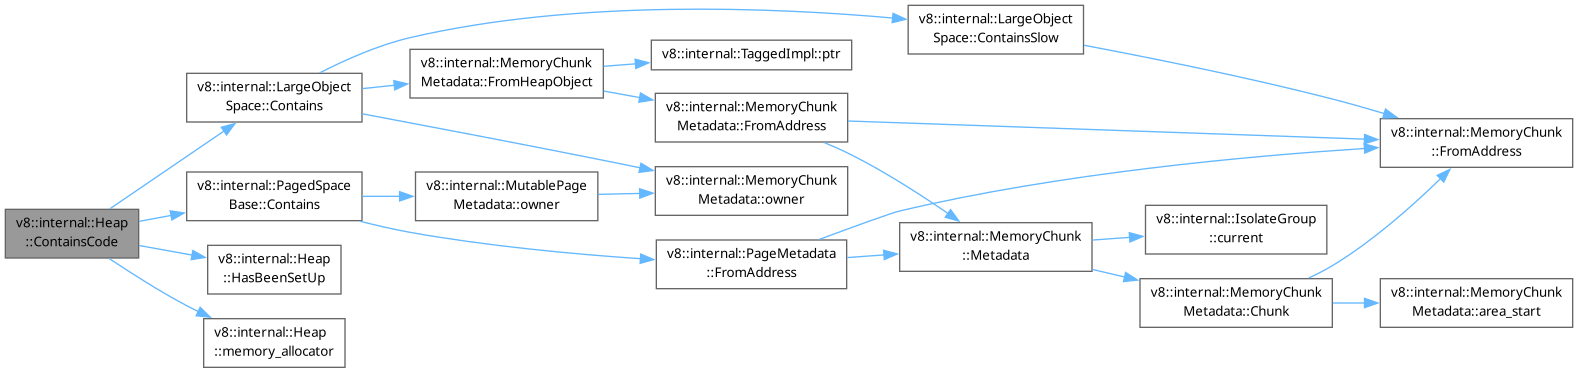 v8::internal::Heap
::ContainsCode
v8::internal::LargeObject
Space::Contains
v8::internal::PagedSpace
Base::Contains
v8::internal::Heap
::HasBeenSetUp
v8::internal::Heap
::memory_allocator
v8::internal::MemoryChunk
Metadata::FromHeapObject
v8::internal::MutablePage
Metadata::owner
v8::internal::TaggedImpl::ptr
v8::internal::MemoryChunk
Metadata::FromAddress
v8::internal::MemoryChunk
Metadata::owner
v8::internal::PageMetadata
::FromAddress
v8::internal::LargeObject
Space::ContainsSlow
v8::internal::MemoryChunk
::Metadata
v8::internal::IsolateGroup
::current
v8::internal::MemoryChunk
Metadata::Chunk
v8::internal::MemoryChunk
::FromAddress
v8::internal::MemoryChunk
Metadata::area_start